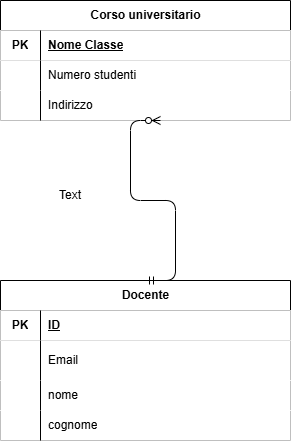 Corso universitario
PK Nome Classe
Numero studenti
Indirizzo
Text
Docente
PK ID
Email
nome
cognome